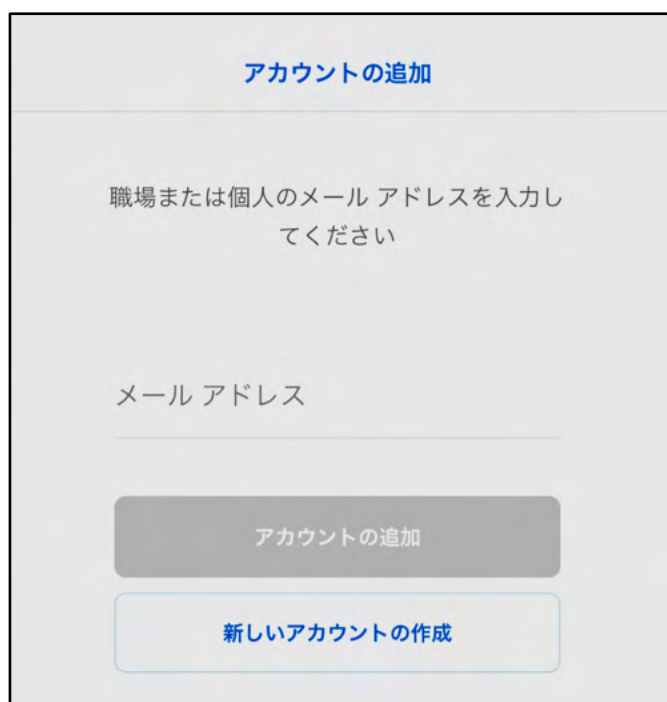 アカウントの追加
職場または個人のメール アドレスを入力し
てください
メール アドレス
アカウントの追加
新しいアカウントの作成